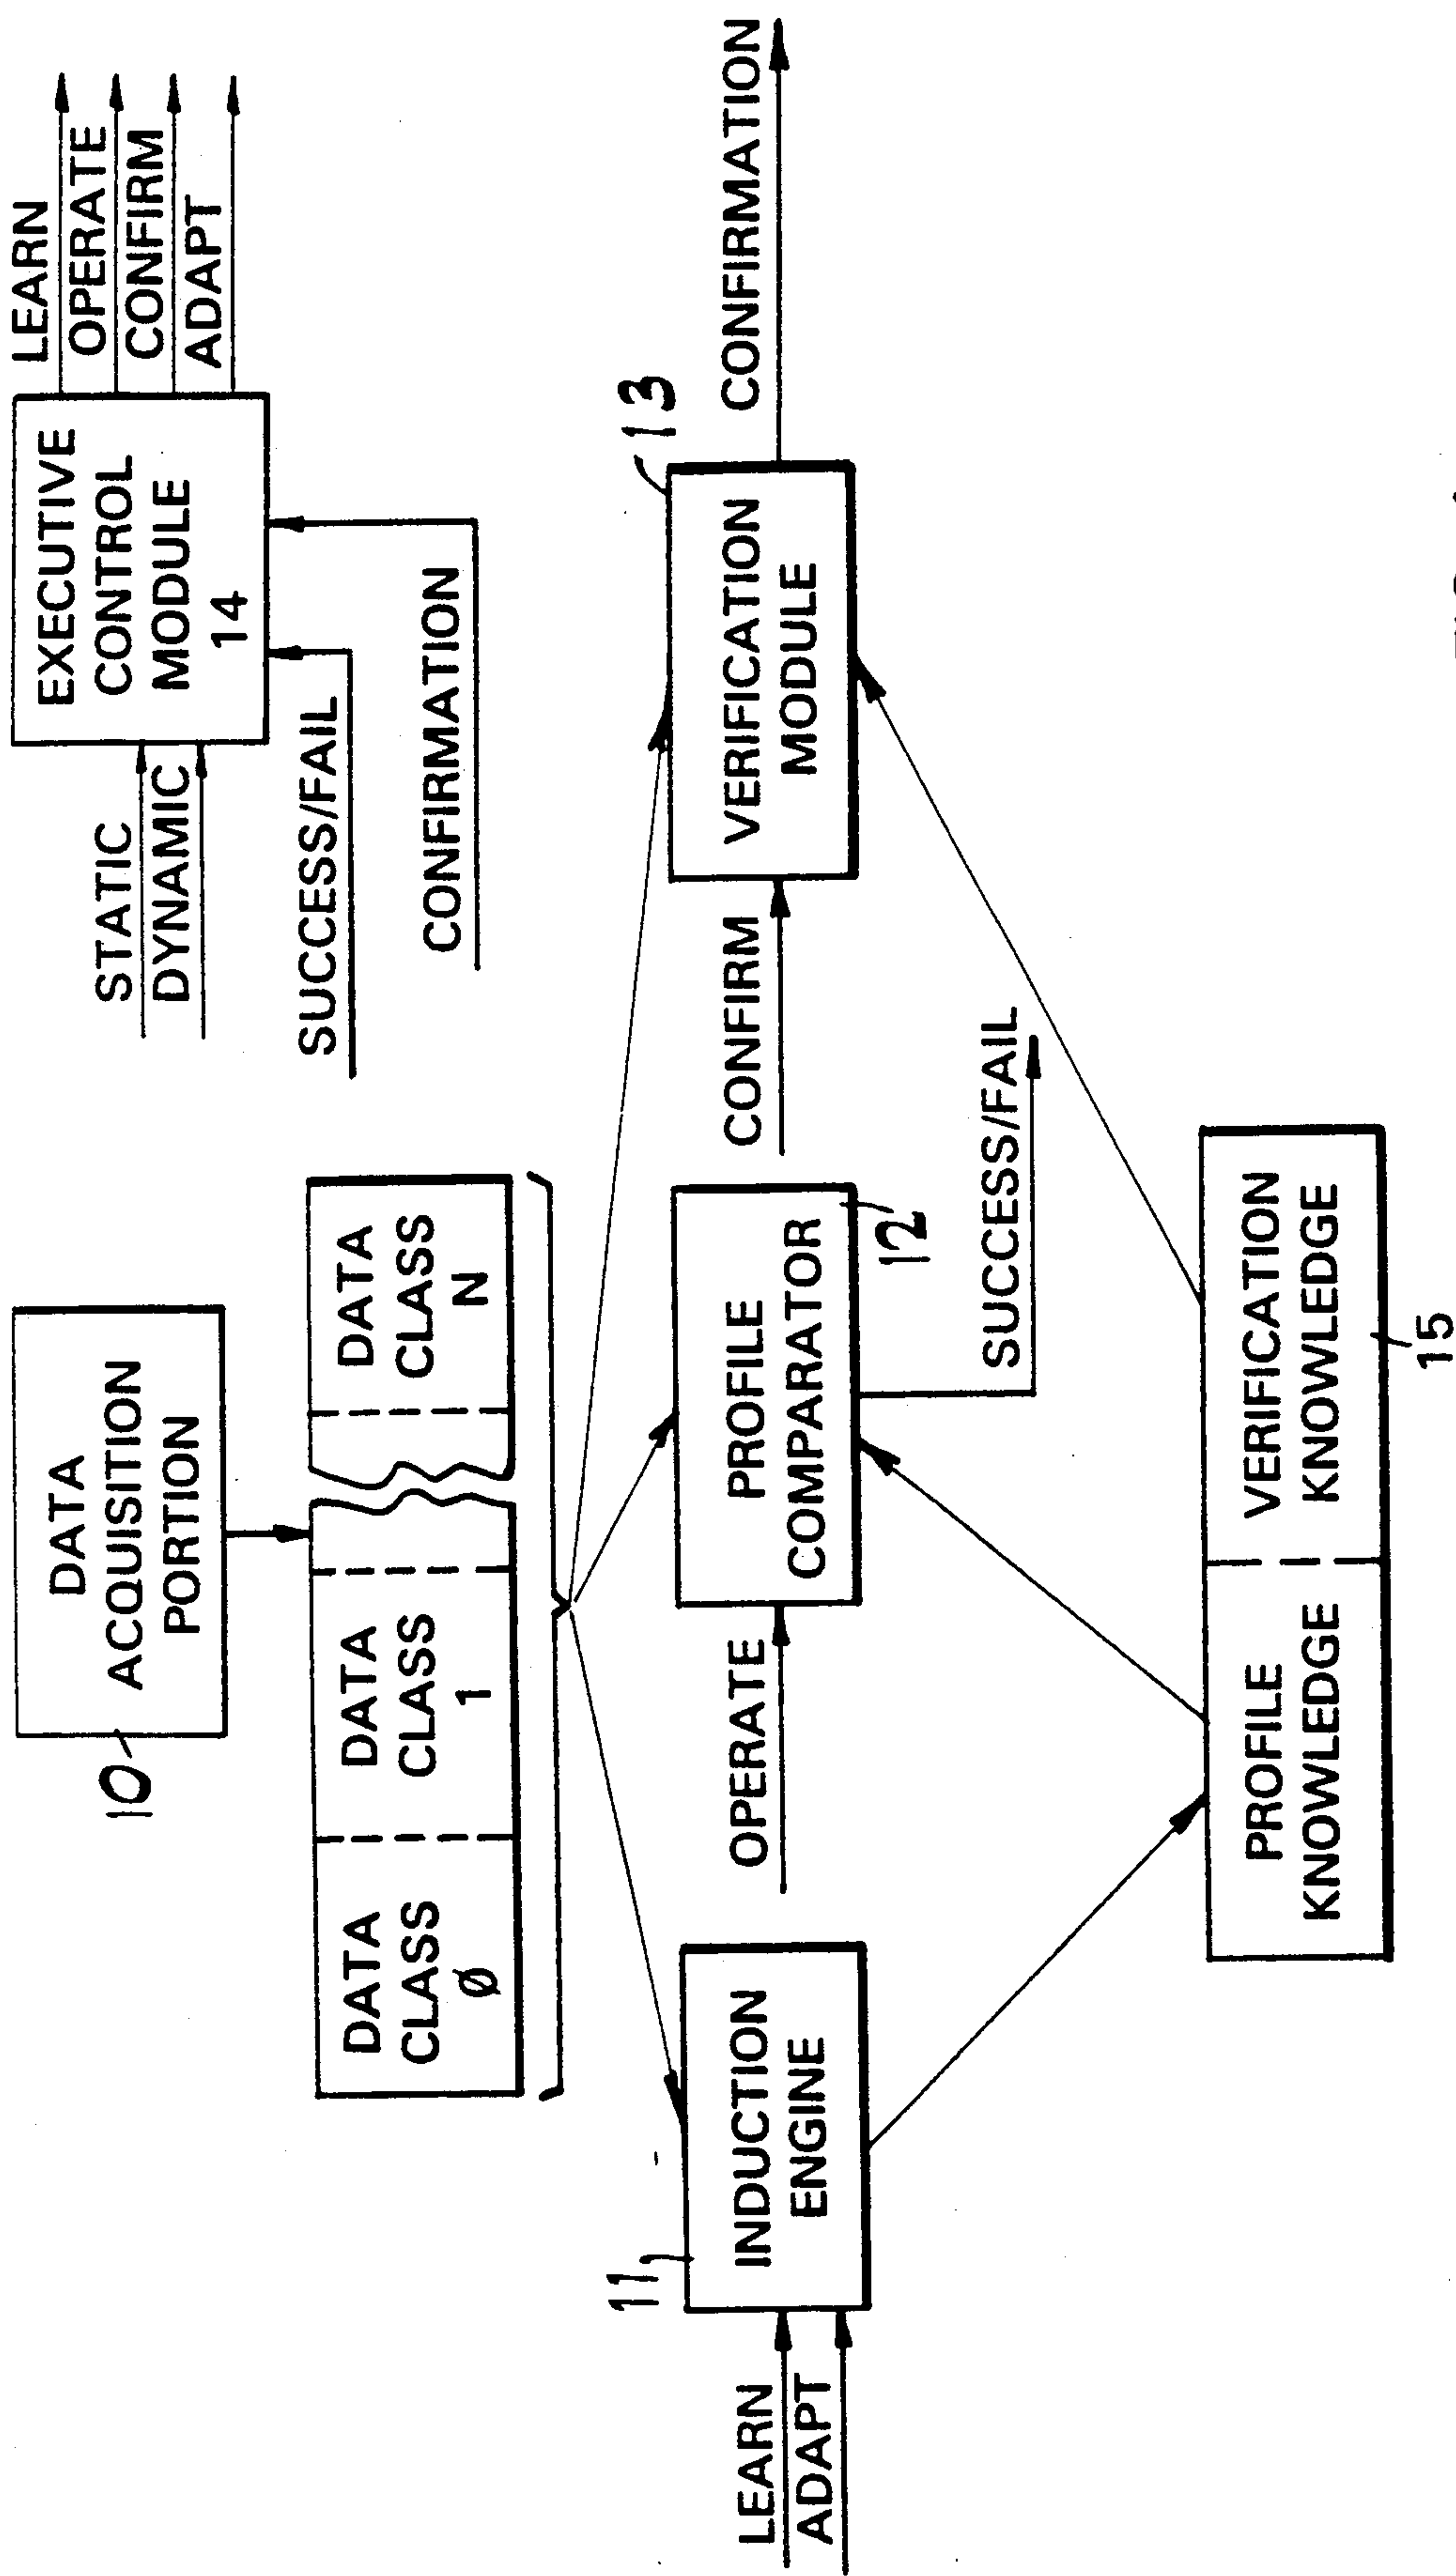 DATA
ACQUISITION
PORTION
10
EXECUTIVE
CONTROL
MODULE
14
STATIC
DYNAMIC
SUCCESS/FAIL
CONFIRMATION
LEARN
OPERATE
CONFIRM
ADAPT
DATA
CLASS
Ø
DATA
CLASS
1
DATA
CLASS
N
LEARN
ADAPT
11
INDUCTION
ENGINE
OPERATE
PROFILE
COMPARATOR
12
SUCCESS/FAIL
CONFIRM
13
VERIFICATION
MODULE
CONFIRMATION
PROFILE
KNOWLEDGE
VERIFICATION
KNOWLEDGE
15